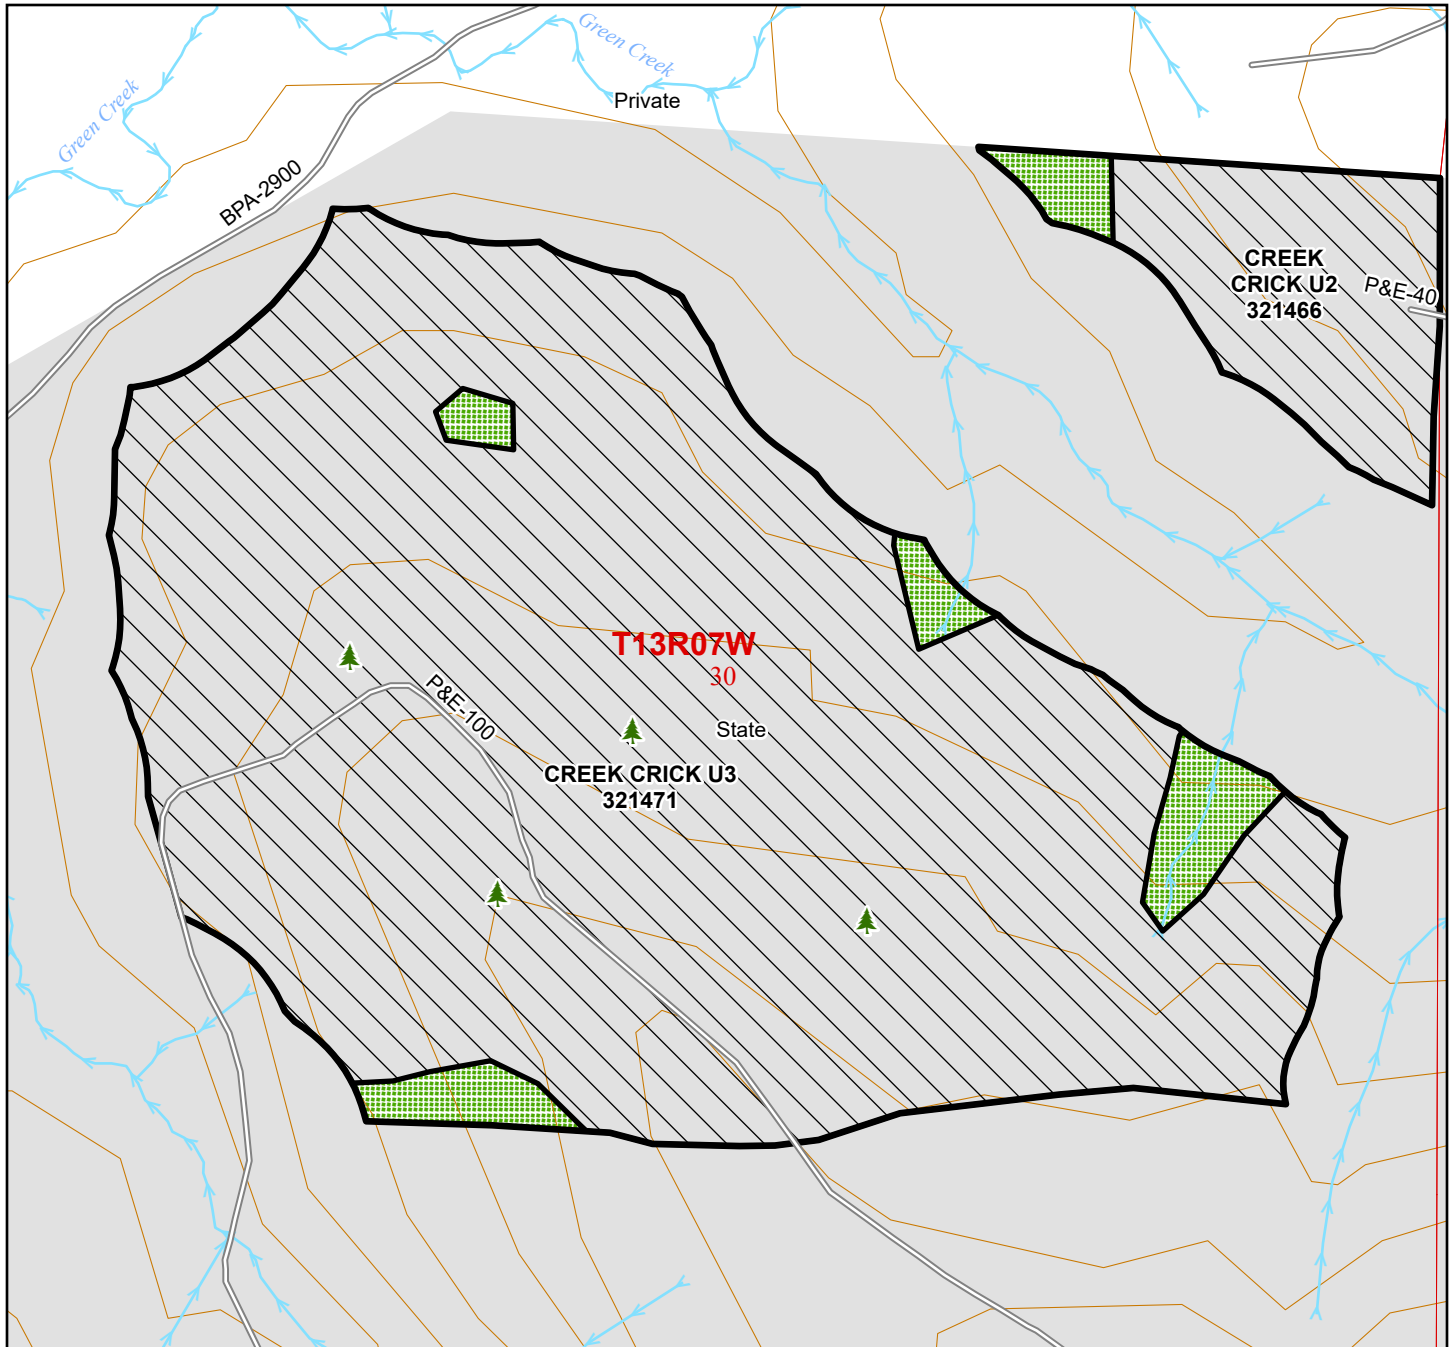 Green Creek
Green Creek
Private
BPA-2900
CREEK
CRICK U2
321466
P&E-40
T13R07W
30
P&E-100
State
CREEK CRICK U3
321471